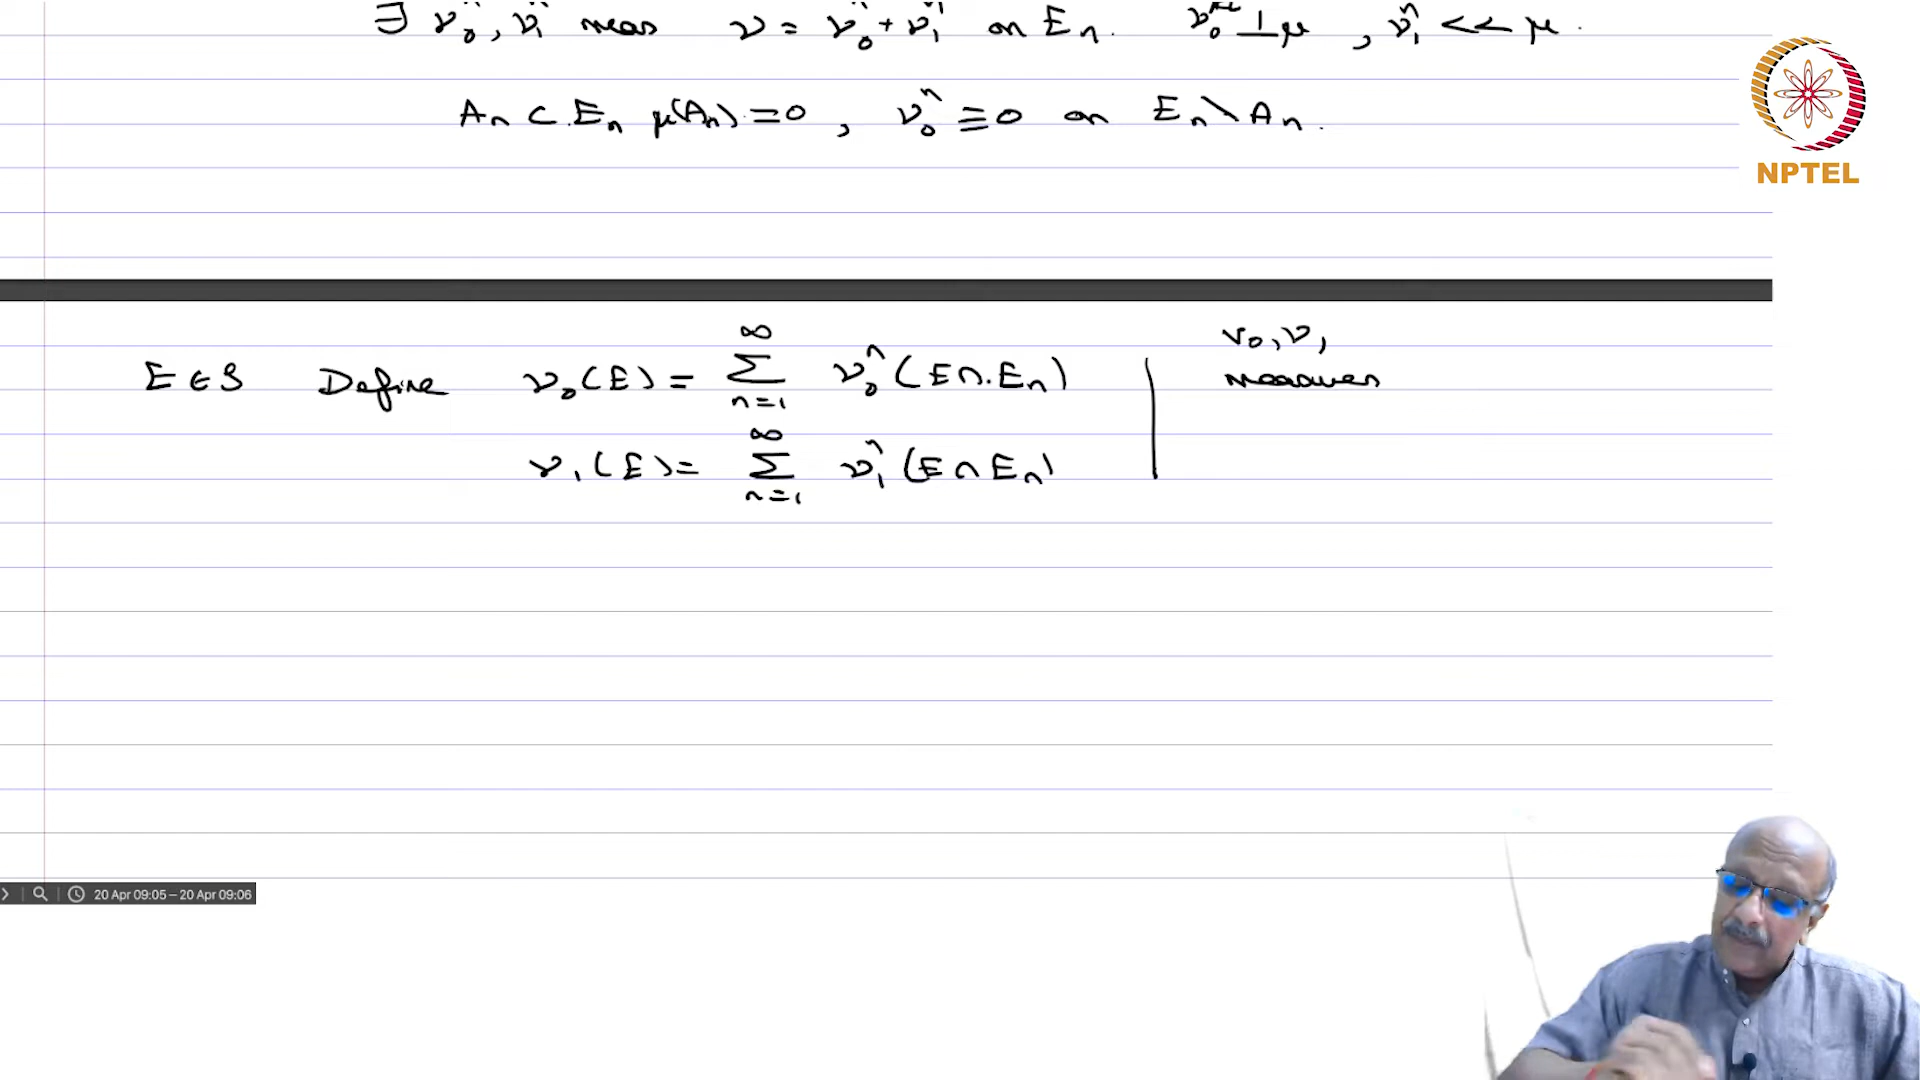 ∃ ν₀ⁿ, ν₁ⁿ meas ν = ν₀ⁿ + ν₁ⁿ on Eₙ. ν₀ⁿ ⊥ μ , ν₁ⁿ << μ.
Aₙ ⊂ Eₙ μ(Aₙ) = 0 , ν₀ⁿ ≡ 0 on Eₙ \ Aₙ.
NPTEL
E ∈ S Define ν₀(E) = ∑_{n=1}^{∞} ν₀ⁿ(E ∩ Eₙ)
ν₁(E) = ∑_{n=1}^{∞} ν₁ⁿ(E ∩ Eₙ)
ν₀, ν₁
measures
20 Apr 09:05 – 20 Apr 09:06